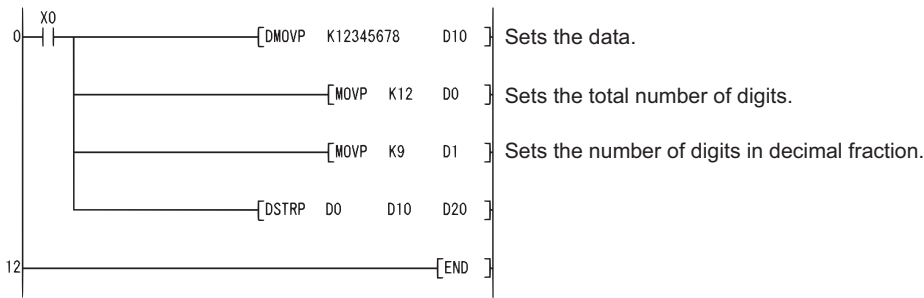 X0
0 [DMOVP K12345678 D10 ] Sets the data.
[MOVP K12 D0 ] Sets the total number of digits.
[MOVP K9 D1 ] Sets the number of digits in decimal fraction.
[DSTRP D0 D10 D20 ]
12 [END ]